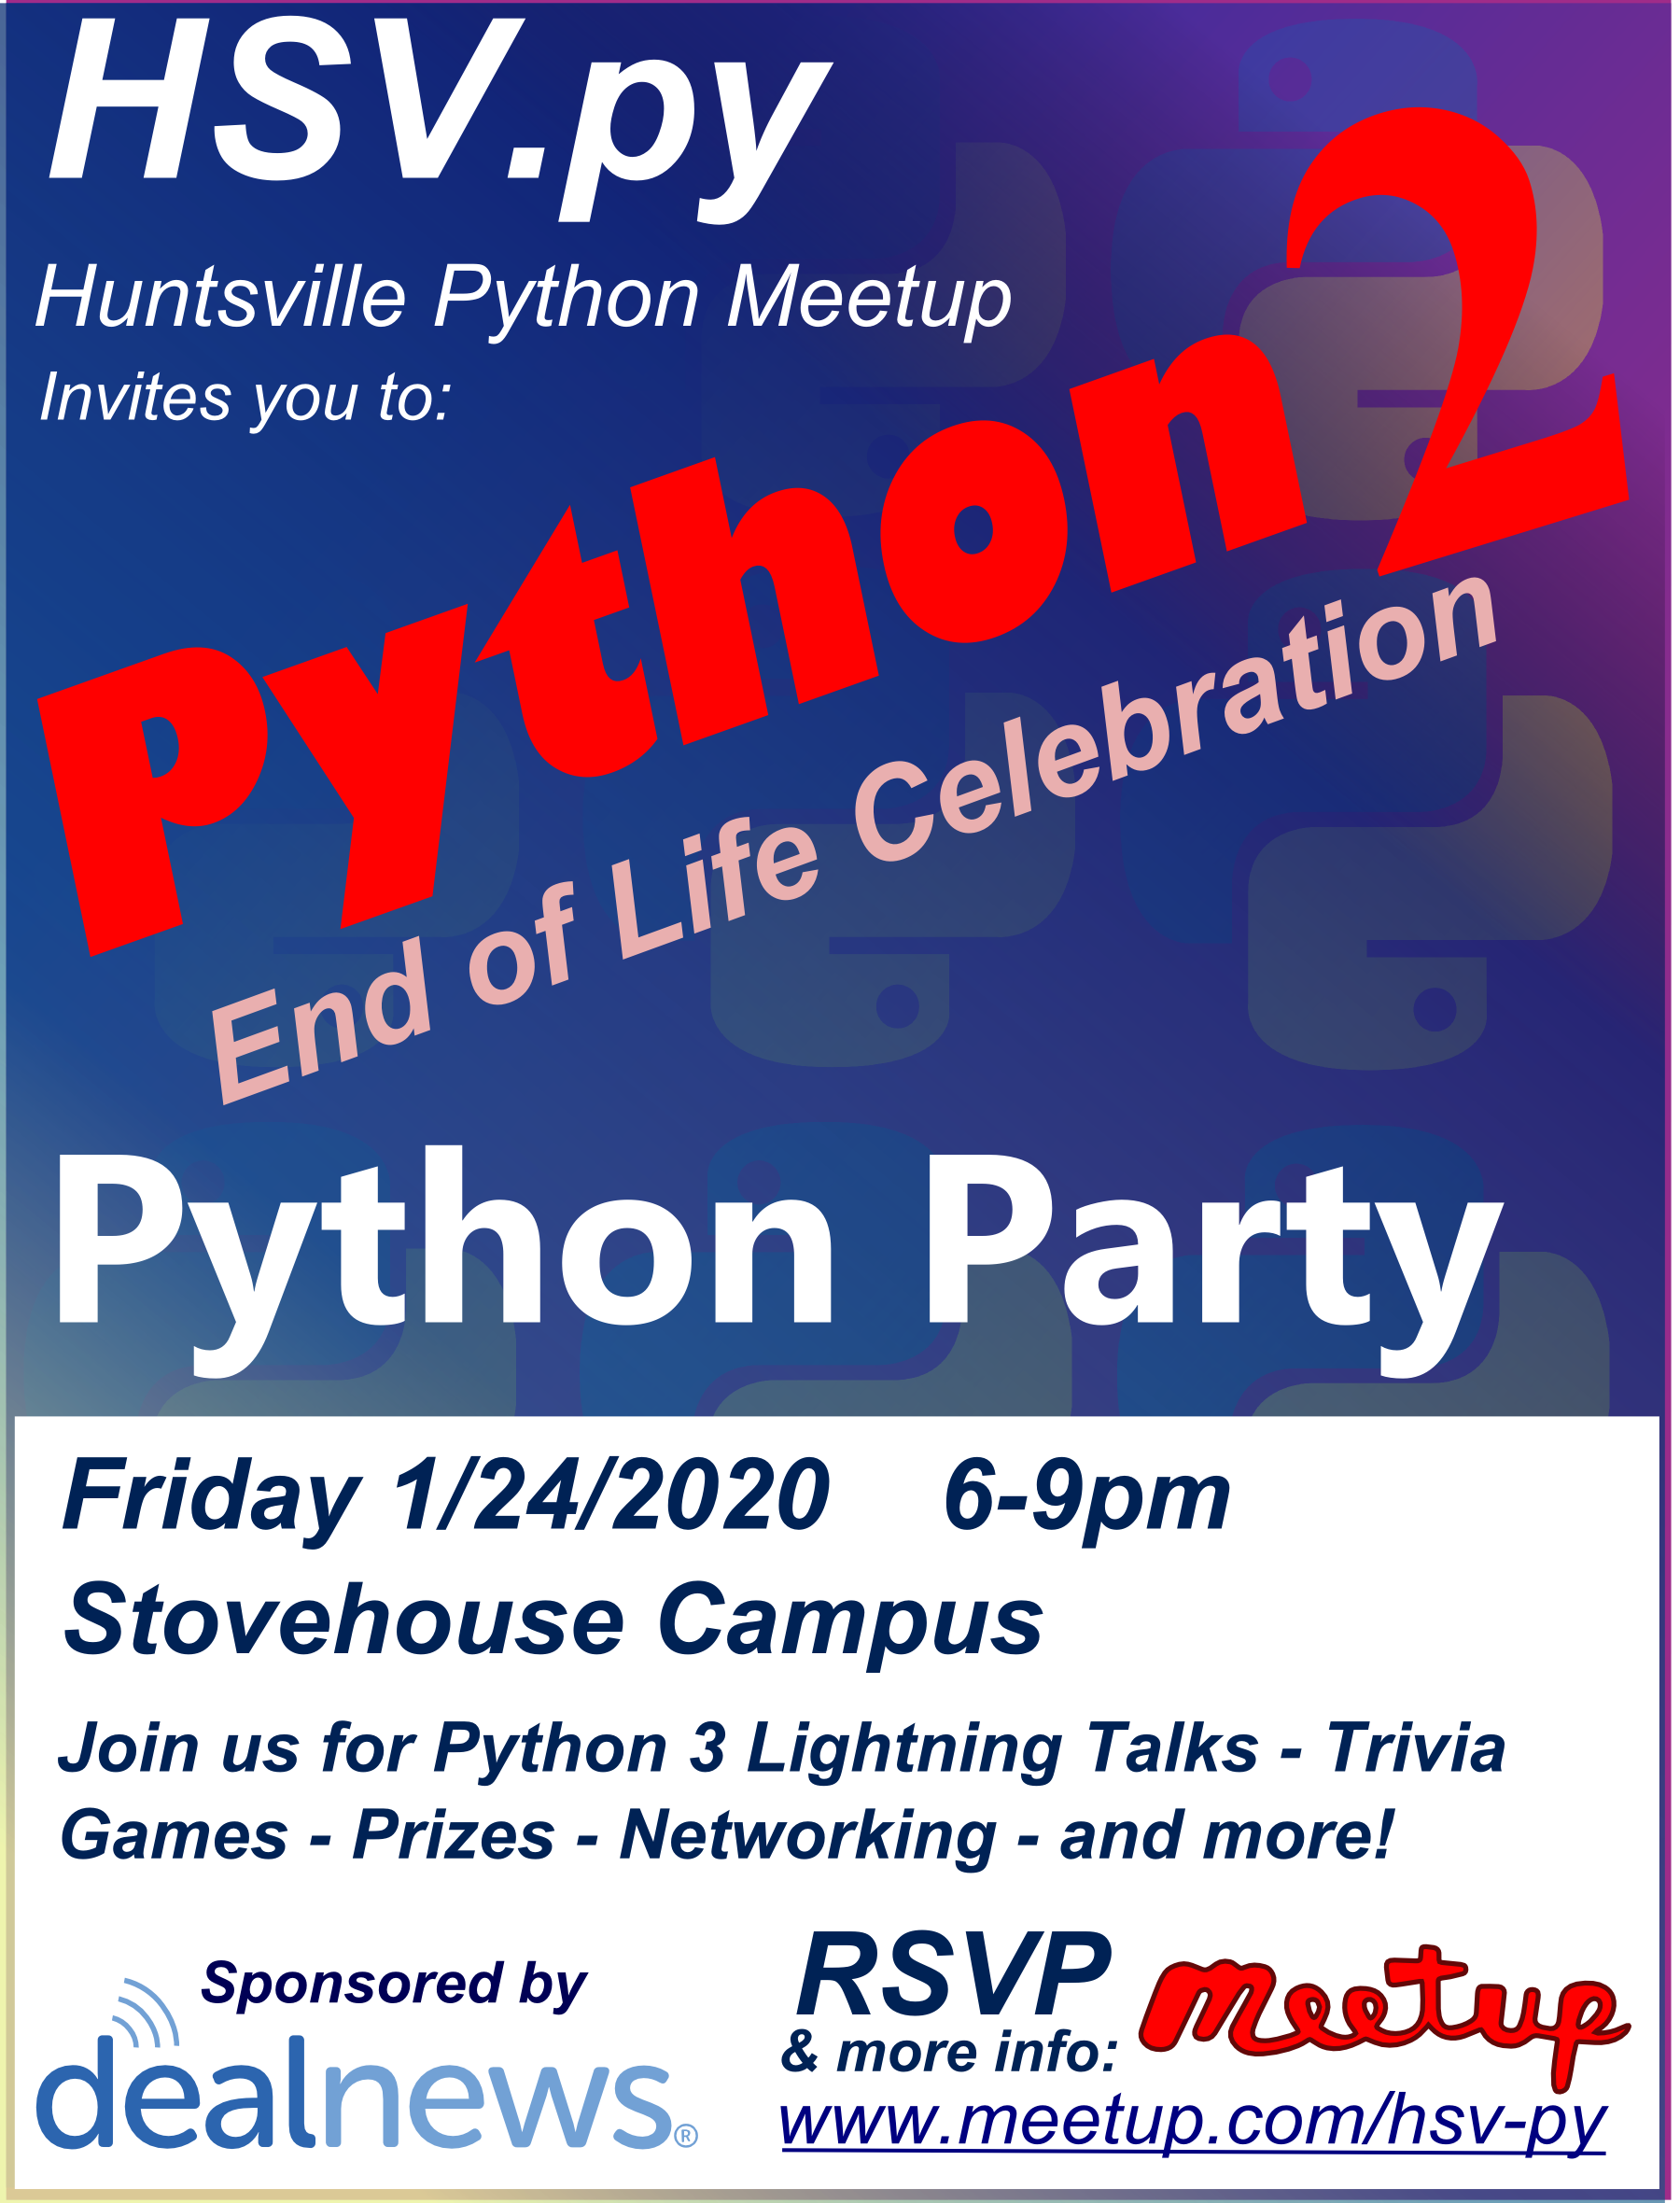 HSV.py
Huntsville Python Meetup
Invites you to:
Python 2
End of Life Celebration
Python Party
Friday 1/24/2020 6-9pm
Stovehouse Campus
Join us for Python 3 Lightning Talks - Trivia
Games - Prizes - Networking - and more!
Sponsored by
dealnews®
RSVP
& more info:
meetup
www.meetup.com/hsv-py